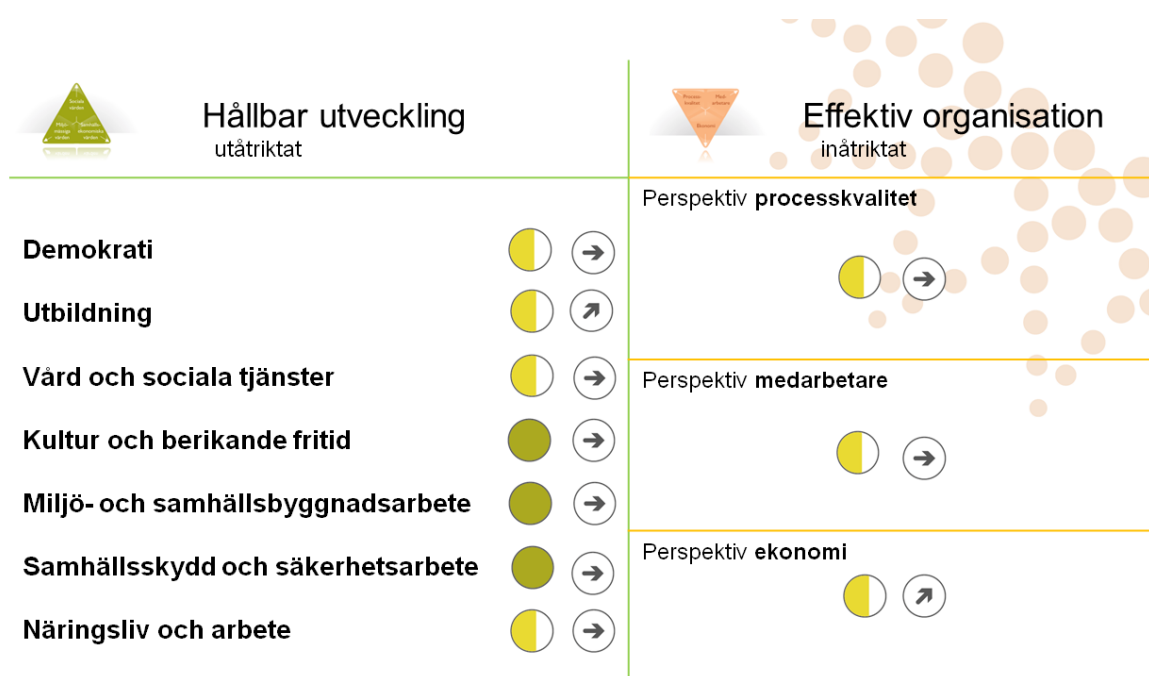 Hållbar utveckling
utåtriktat
Demokrati
Utbildning
Vård och sociala tjänster
Kultur och berikande fritid
Miljö- och samhällsbyggnadsarbete
Samhällsskydd och säkerhetsarbete
Näringsliv och arbete
Effektiv organisation
inåtriktat
Perspektiv processkvalitet
Perspektiv medarbetare
Perspektiv ekonomi